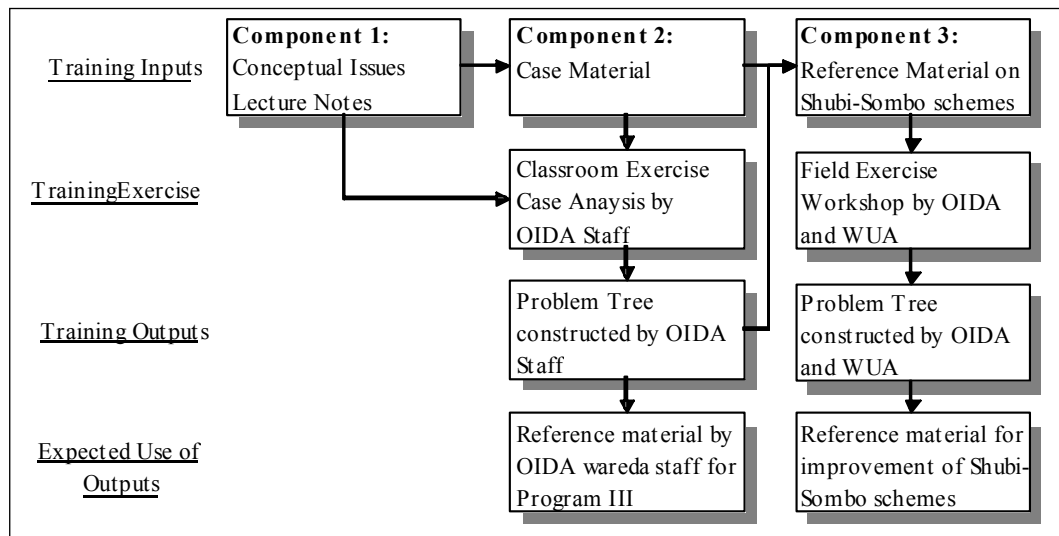 Training Inputs
Component 1:
Conceptual Issues
Lecture Notes
Component 2:
Case Material
Component 3:
Reference Material on
Shubi-Sombo schemes
TrainingExercise
Classroom Exercise
Case Anaysis by
OIDA Staff
Field Exercise
Workshop by OIDA
and WUA
Training Outputs
Problem Tree
constructed by OIDA
Staff
Problem Tree
constructed by OIDA
and WUA
Expected Use of
Outputs
Reference material by
OIDA wareda staff for
Program III
Reference material for
improvement of Shubi-
Sombo schemes